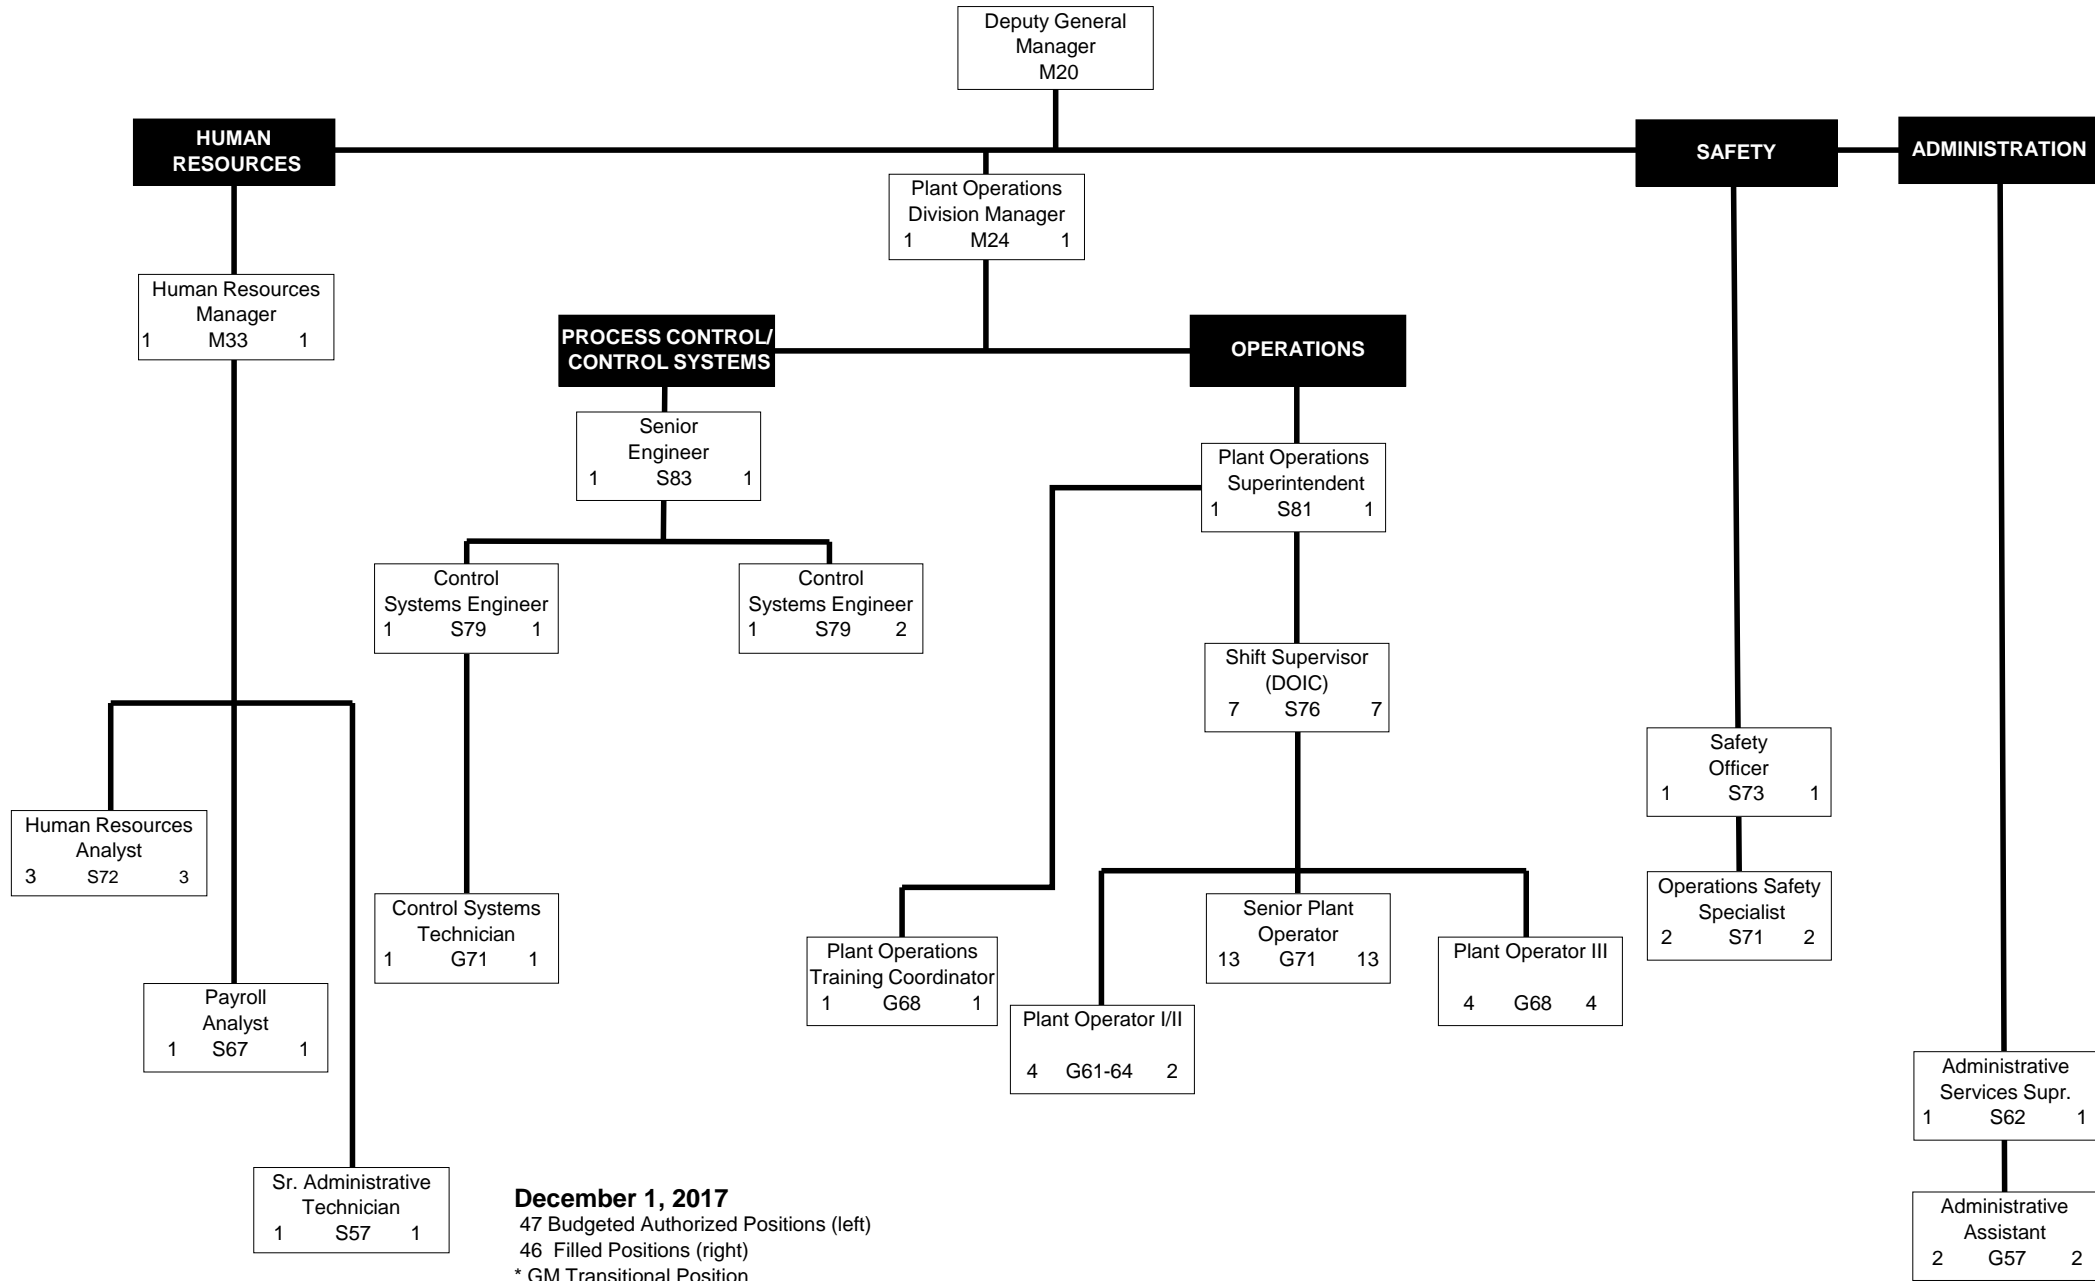 Deputy General
Manager
M20
HUMAN
RESOURCES
SAFETY
ADMINISTRATION
Plant Operations
Division Manager
1 M24 1
Human Resources
Manager
1 M33 1
PROCESS CONTROL/
CONTROL SYSTEMS
OPERATIONS
Senior
Engineer
1 S83 1
Plant Operations
Superintendent
1 S81 1
Control
Systems Engineer
1 S79 1
Control
Systems Engineer
1 S79 2
Shift Supervisor
(DOIC)
7 S76 7
Safety
Officer
1 S73 1
Human Resources
Analyst
3 S72 3
Control Systems
Technician
1 G71 1
Plant Operations
Training Coordinator
1 G68 1
Senior Plant
Operator
13 G71 13
Plant Operator III
4 G68 4
Operations Safety
Specialist
2 S71 2
Payroll
Analyst
1 S67 1
Plant Operator I/II
4 G61-64 2
Administrative
Services Supr.
1 S62 1
Sr. Administrative
Technician
1 S57 1
Administrative
Assistant
2 G57 2
December 1, 2017
47 Budgeted Authorized Positions (left)
46 Filled Positions (right)
* GM Transitional Position